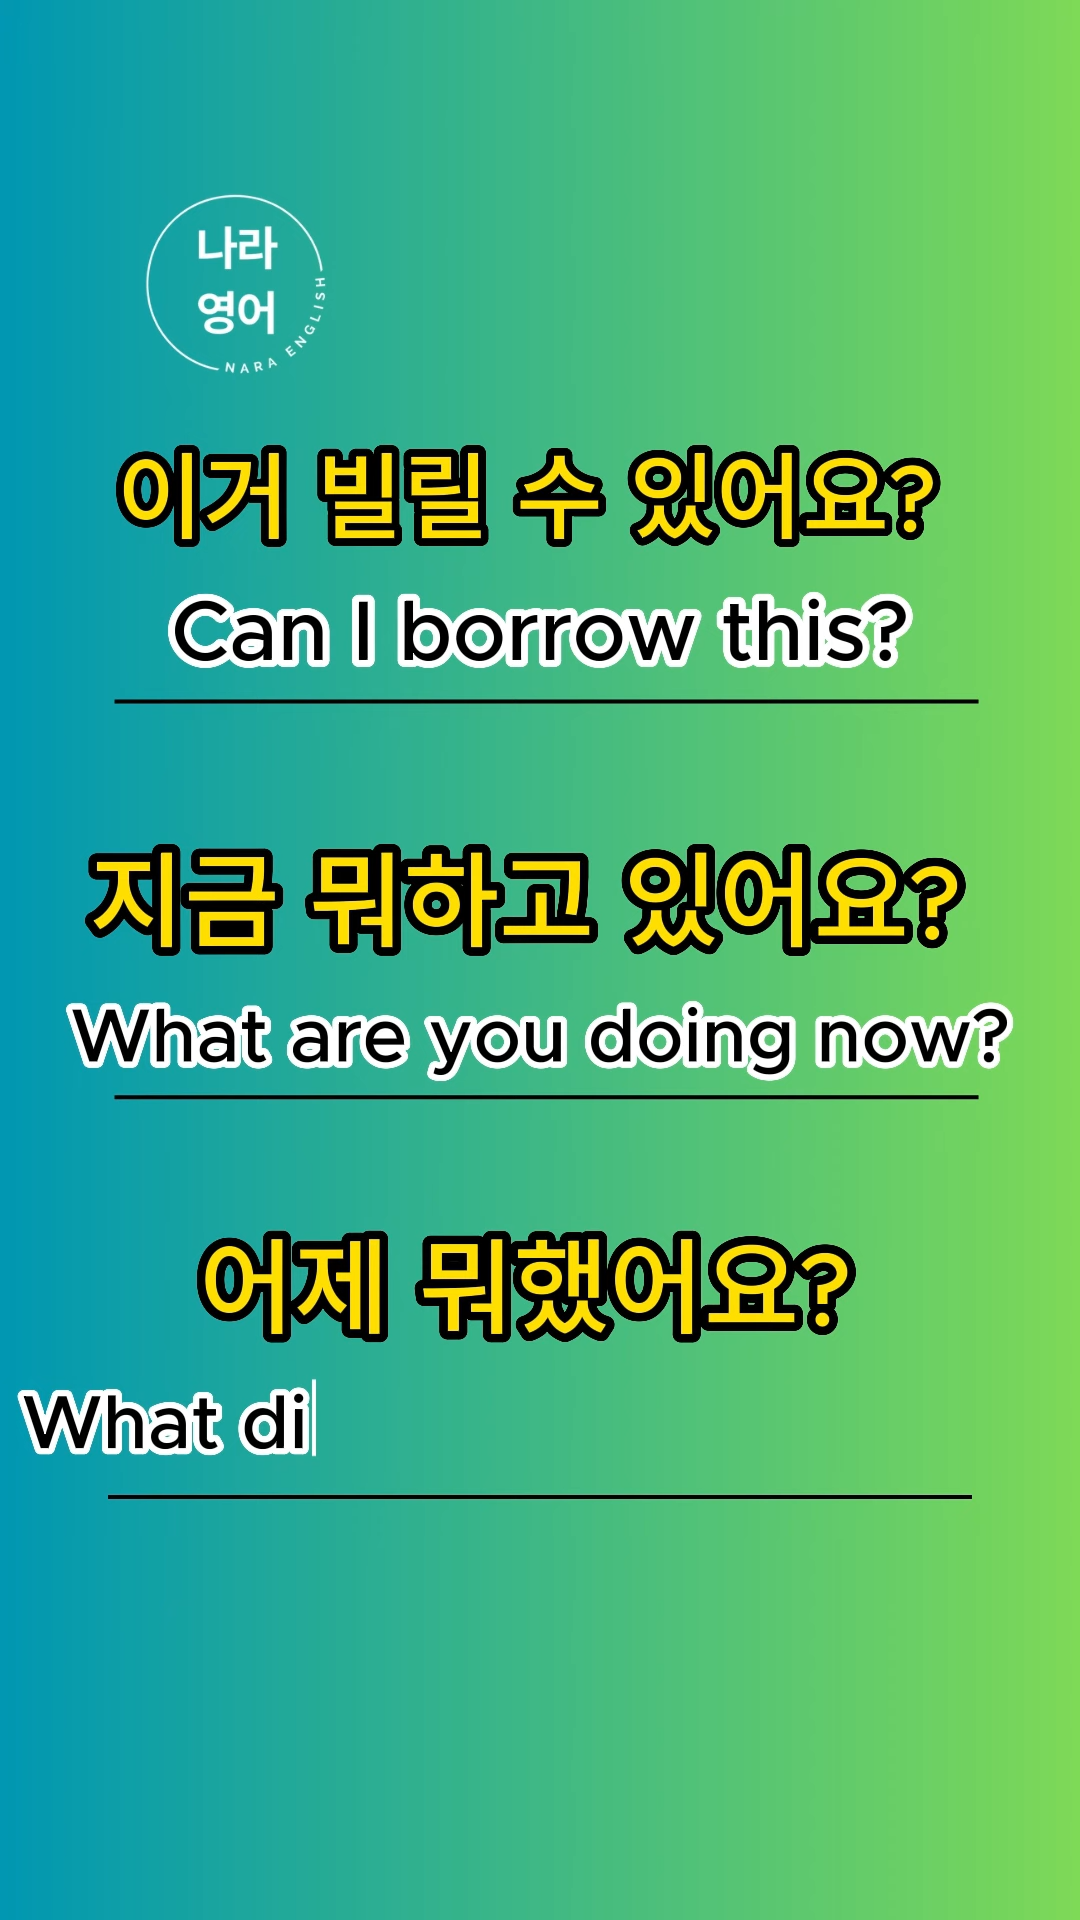 나라
영어
NARA ENGLISH
이거 빌릴 수 있어요?
Can I borrow this?
지금 뭐하고 있어요?
What are you doing now?
어제 뭐했어요?
What di